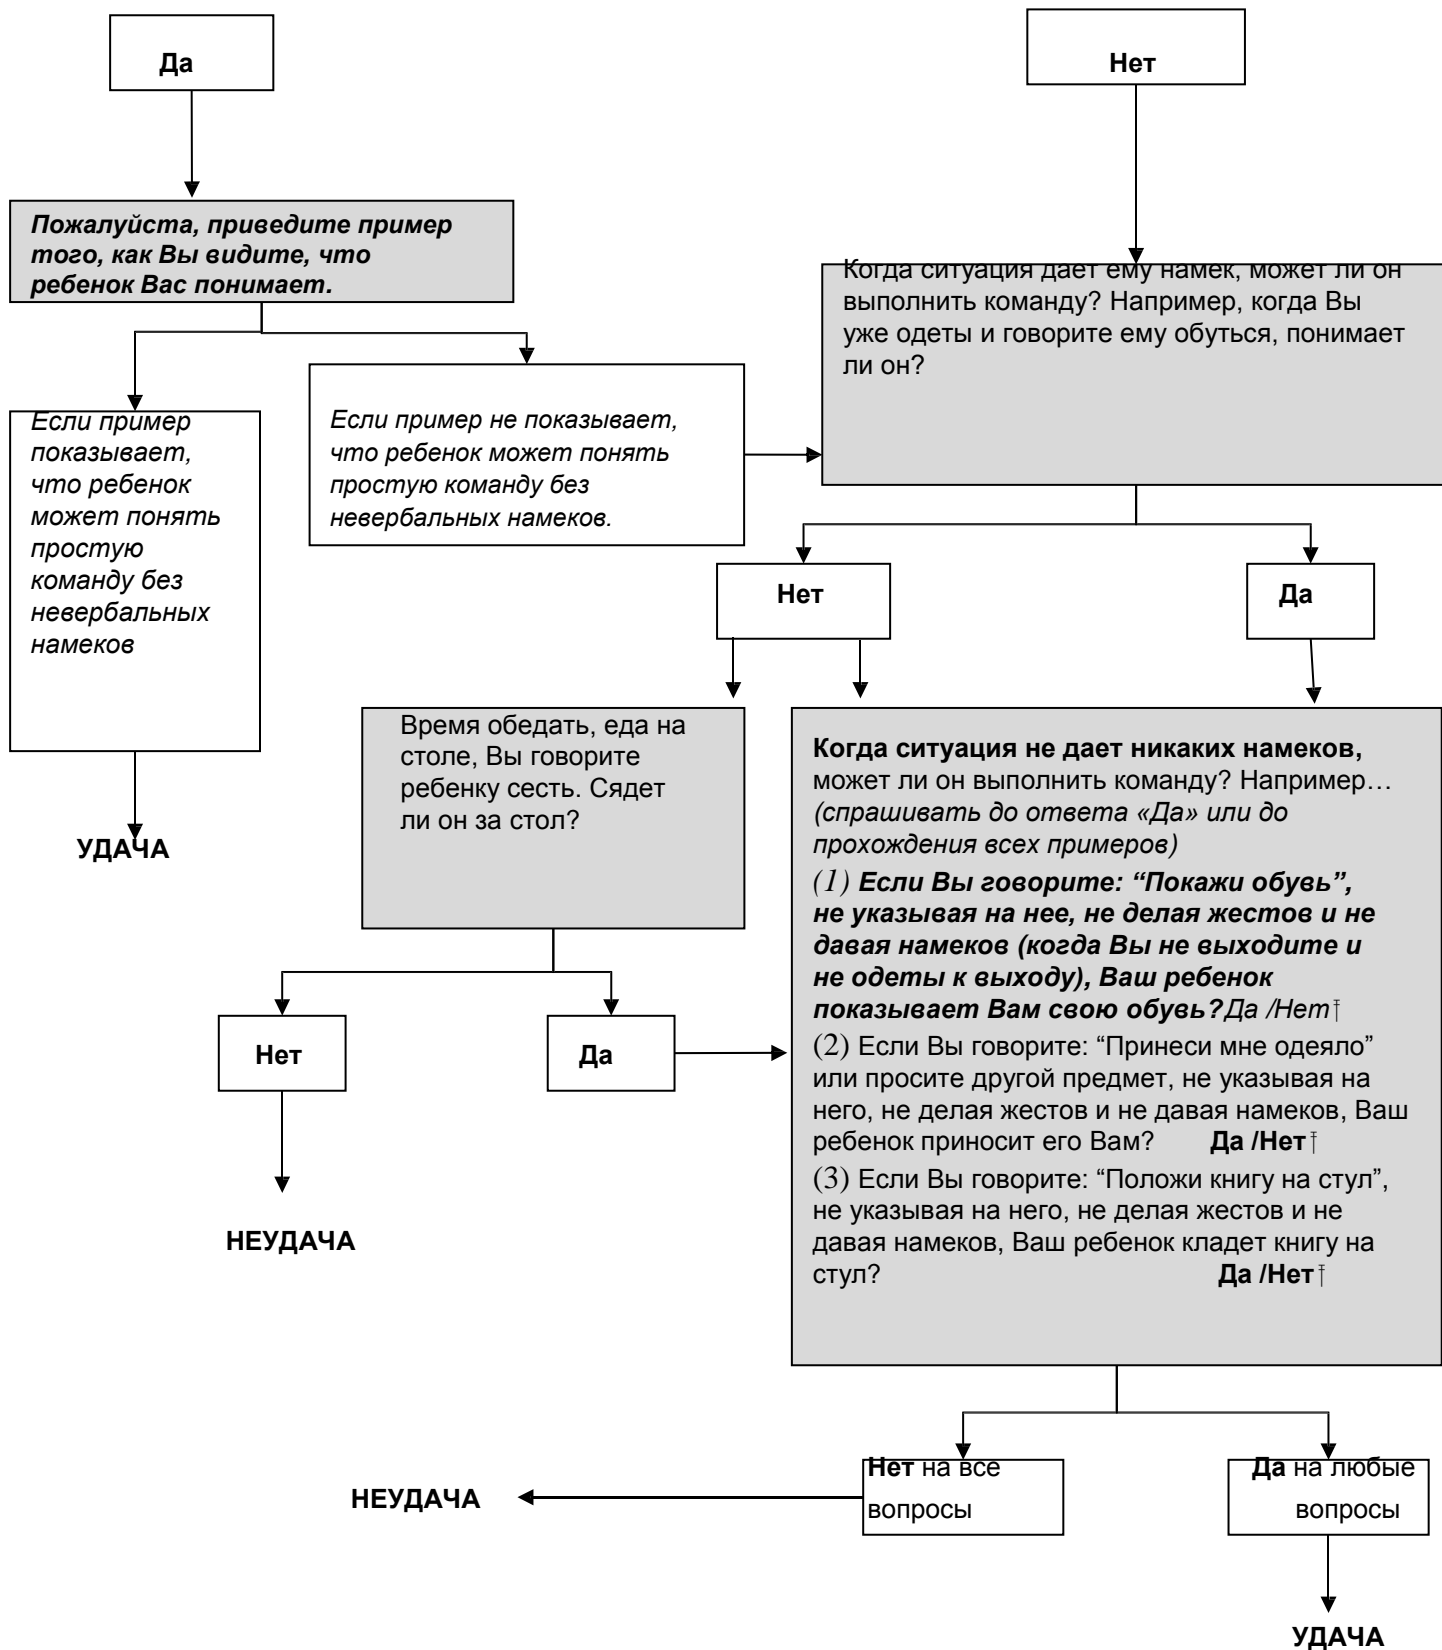 Да
Нет
Пожалуйста, приведите пример
того, как Вы видите, что
ребенок Вас понимает.
Когда ситуация дает ему намек, может ли он
выполнить команду? Например, когда Вы
уже одеты и говорите ему обуться, понимает
ли он?
Если пример
показывает,
что ребенок
может понять
простую
команду без
невербальных
намеков
Если пример не показывает,
что ребенок может понять
простую команду без
невербальных намеков.
Нет
Да
УДАЧА
Время обедать, еда на
столе, Вы говорите
ребенку сесть. Сядет
ли он за стол?
Когда ситуация не дает никаких намеков,
может ли он выполнить команду? Например…
(спрашивать до ответа «Да» или до
прохождения всех примеров)
(1) Если Вы говорите: “Покажи обувь”,
не указывая на нее, не делая жестов и не
давая намеков (когда Вы не выходите и
не одеты к выходу), Ваш ребенок
показывает Вам свою обувь? Да /Нет
(2) Если Вы говорите: “Принеси мне одеяло”
или просите другой предмет, не указывая на
него, не делая жестов и не давая намеков, Ваш
ребенок приносит его Вам? Да /Нет
(3) Если Вы говорите: “Положи книгу на стул”,
не указывая на него, не делая жестов и не
давая намеков, Ваш ребенок кладет книгу на
стул? Да /Нет
Нет
Да
НЕУДАЧА
Нет на все
вопросы
Да на любые
вопросы
НЕУДАЧА
УДАЧА